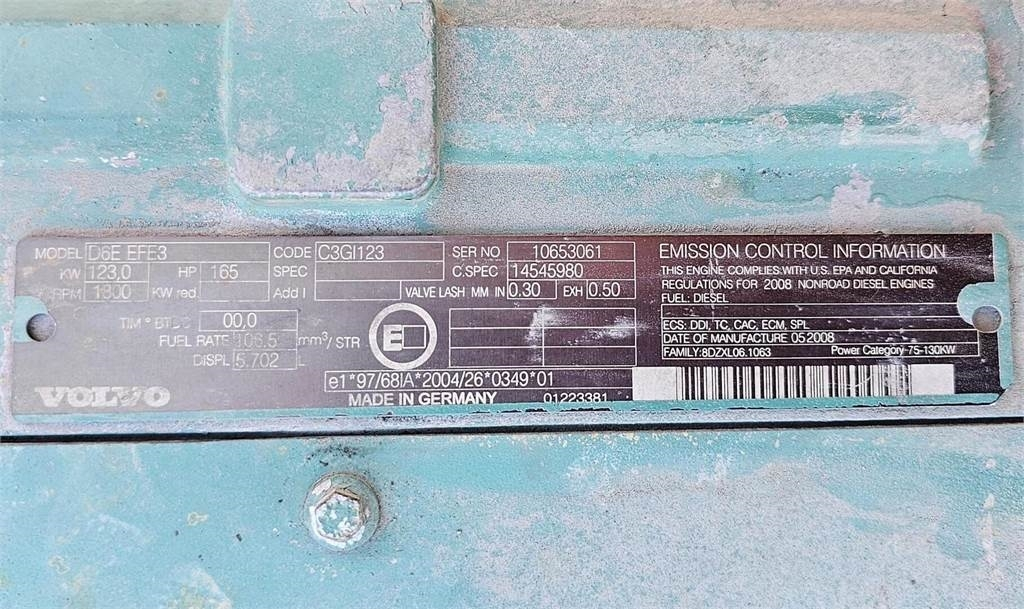 MODEL D6E EFE3 CODE C3GI123 SER NO 10653061
KW 123,0 HP 165 SPEC C.SPEC 14545980
RPM 1800 KW red. Add I VALVE LASH MM IN 0.30 EXH 0.50
TIM ° BTDC 00,0
FUEL RATE 106.5 mm³/STR
DISPL 5.702 L
E
e1*97/68IA*2004/26*0349*01
VOLVO
MADE IN GERMANY 01223381
EMISSION CONTROL INFORMATION
THIS ENGINE COMPLIES WITH U.S. EPA AND CALIFORNIA
REGULATIONS FOR 2008 NONROAD DIESEL ENGINES
FUEL: DIESEL
ECS: DDI, TC, CAC, ECM, SPL
DATE OF MANUFACTURE 052008
FAMILY:8DZXL06.1063 Power Category-75-130KW